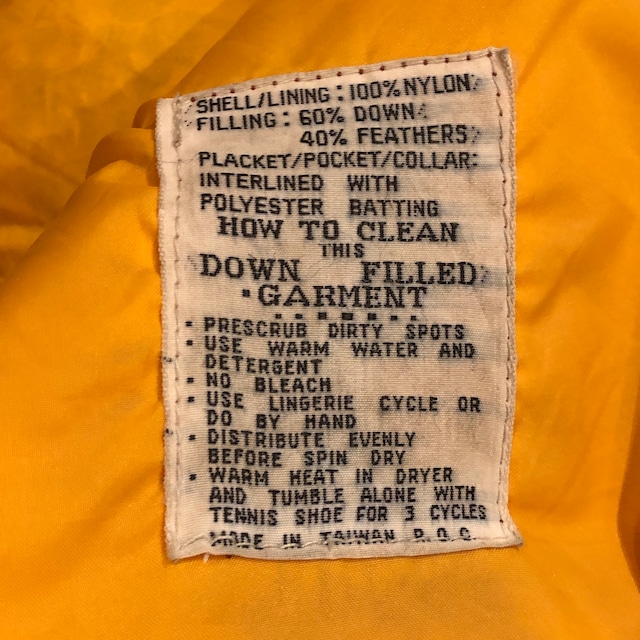 SHELL/LINING : 100% NYLON
FILLING: 60% DOWN
40% FEATHERS
PLACKET/POCKET/COLLAR:
INTERLINED WITH
POLYESTER BATTING
HOW TO CLEAN
THIS
DOWN FILLED
GARMENT
• PRESCRUB DIRTY SPOTS
• USE WARM WATER AND
DETERGENT
• NO BLEACH
• USE LINGERIE CYCLE OR
DO BY HAND
• DISTRIBUTE EVENLY
BEFORE SPIN DRY
• WARM HEAT IN DRYER
AND TUMBLE ALONE WITH
TENNIS SHOE FOR 3 CYCLES
MADE IN TAIWAN R.O.C.